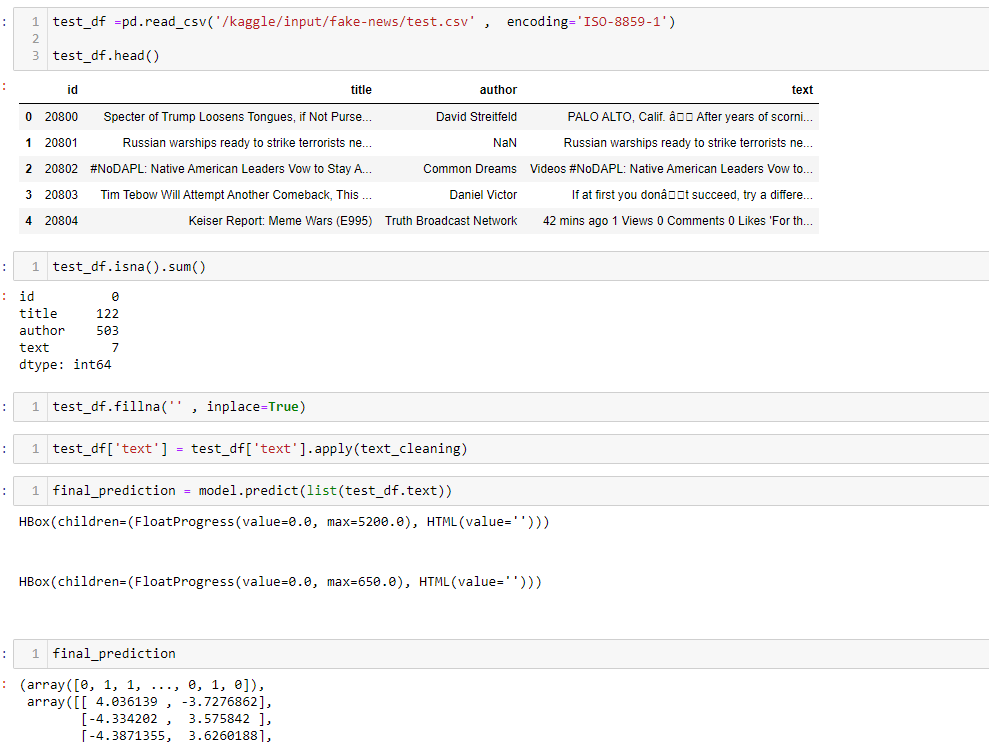 : 1 test_df =pd.read_csv('/kaggle/input/fake-news/test.csv' , encoding='ISO-8859-1')
2
3 test_df.head()
:
id title author text
0 20800 Specter of Trump Loosens Tongues, if Not Purse... David Streitfeld PALO ALTO, Calif. â□□ After years of scorni...
1 20801 Russian warships ready to strike terrorists ne... NaN Russian warships ready to strike terrorists ne...
2 20802 #NoDAPL: Native American Leaders Vow to Stay A... Common Dreams Videos #NoDAPL: Native American Leaders Vow to...
3 20803 Tim Tebow Will Attempt Another Comeback, This ... Daniel Victor If at first you donâ□□t succeed, try a differe...
4 20804 Keiser Report: Meme Wars (E995) Truth Broadcast Network 42 mins ago 1 Views 0 Comments 0 Likes 'For th...
: 1 test_df.isna().sum()
: id 0
title 122
author 503
text 7
dtype: int64
: 1 test_df.fillna('' , inplace=True)
: 1 test_df['text'] = test_df['text'].apply(text_cleaning)
: 1 final_prediction = model.predict(list(test_df.text))
HBox(children=(FloatProgress(value=0.0, max=5200.0), HTML(value='')))
HBox(children=(FloatProgress(value=0.0, max=650.0), HTML(value='')))
: 1 final_prediction
: (array([0, 1, 1, ..., 0, 1, 0]),
array([[ 4.036139 , -3.7276862],
[-4.334202 , 3.575842 ],
[-4.3871355, 3.6260188],